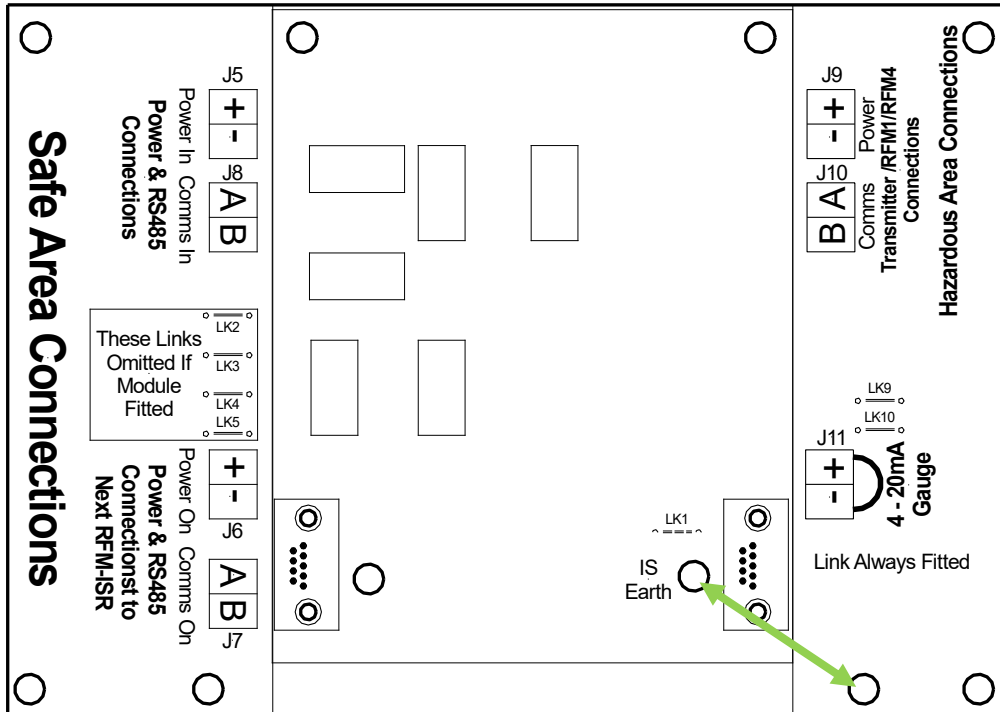 Safe Area Connections
J5
+
-
Power In
Power & RS485
Connections
J8
A
B
Comms In
These Links
Omitted If
Module
Fitted
LK2
LK3
LK4
LK5
+
-
J6
Power On
Power & RS485
Connectionst to
Next RFM-ISR
A
B
J7
Comms On
LK1
IS
Earth
J9
+
-
Power
J10
A
B
Comms
Transmitter /RFM1/RFM4
Connections
Hazardous Area Connections
LK9
LK10
J11
+
-
4 - 20mA
Gauge
Link Always Fitted